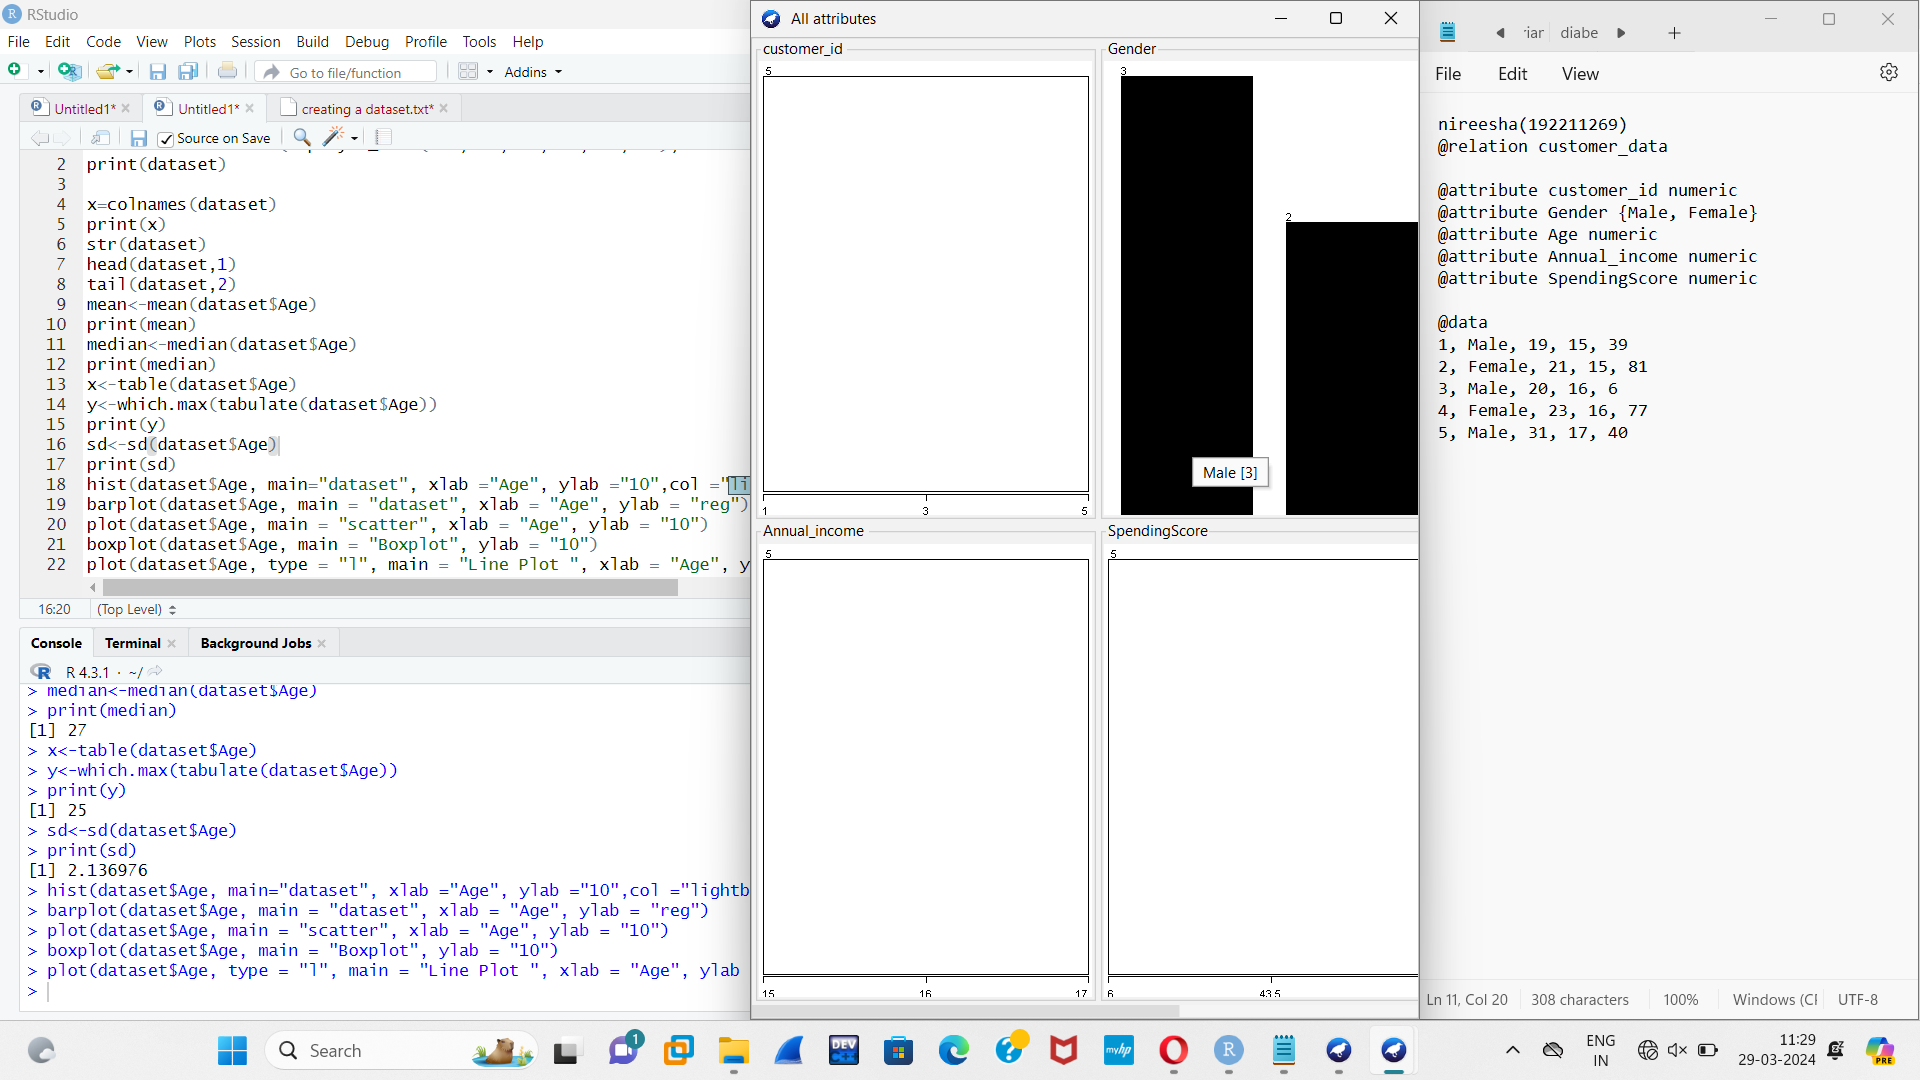 RStudio
File Edit Code View Plots Session Build Debug Profile Tools Help
Go to file/function
Addins
Untitled1*
Untitled1*
creating a dataset.txt*
Source on Save
2 print(dataset)
3
4 x=colnames(dataset)
5 print(x)
6 str(dataset)
7 head(dataset,1)
8 tail(dataset,2)
9 mean<-mean(dataset$Age)
10 print(mean)
11 median<-median(dataset$Age)
12 print(median)
13 x<-table(dataset$Age)
14 y<-which.max(tabulate(dataset$Age))
15 print(y)
16 sd<-sd(dataset$Age)
17 print(sd)
18 hist(dataset$Age, main="dataset", xlab ="Age", ylab ="10",col ="li
19 barplot(dataset$Age, main = "dataset", xlab = "Age", ylab = "reg")
20 plot(dataset$Age, main = "scatter", xlab = "Age", ylab = "10")
21 boxplot(dataset$Age, main = "Boxplot", ylab = "10")
22 plot(dataset$Age, type = "l", main = "Line Plot ", xlab = "Age", y
16:20 (Top Level)
Console Terminal Background Jobs
R 4.3.1 · ~/
> median<-median(dataset$Age)
> print(median)
[1] 27
> x<-table(dataset$Age)
> y<-which.max(tabulate(dataset$Age))
> print(y)
[1] 25
> sd<-sd(dataset$Age)
> print(sd)
[1] 2.136976
> hist(dataset$Age, main="dataset", xlab ="Age", ylab ="10",col ="lightb
> barplot(dataset$Age, main = "dataset", xlab = "Age", ylab = "reg")
> plot(dataset$Age, main = "scatter", xlab = "Age", ylab = "10")
> boxplot(dataset$Age, main = "Boxplot", ylab = "10")
> plot(dataset$Age, type = "l", main = "Line Plot ", xlab = "Age", ylab
>
All attributes
customer_id
5
1 3 5
Gender
3
2
Male [3]
Annual_income
5
15 16 17
SpendingScore
5
6 43.5
iar diabe
File Edit View
nireesha(192211269)
@relation customer_data
@attribute customer_id numeric
@attribute Gender {Male, Female}
@attribute Age numeric
@attribute Annual_income numeric
@attribute SpendingScore numeric
@data
1, Male, 19, 15, 39
2, Female, 21, 15, 81
3, Male, 20, 16, 6
4, Female, 23, 16, 77
5, Male, 31, 17, 40
Ln 11, Col 20 308 characters 100% Windows (Cl UTF-8
Search
1
DEV C++
myhp
R
ENG
IN
11:29
29-03-2024
PRE